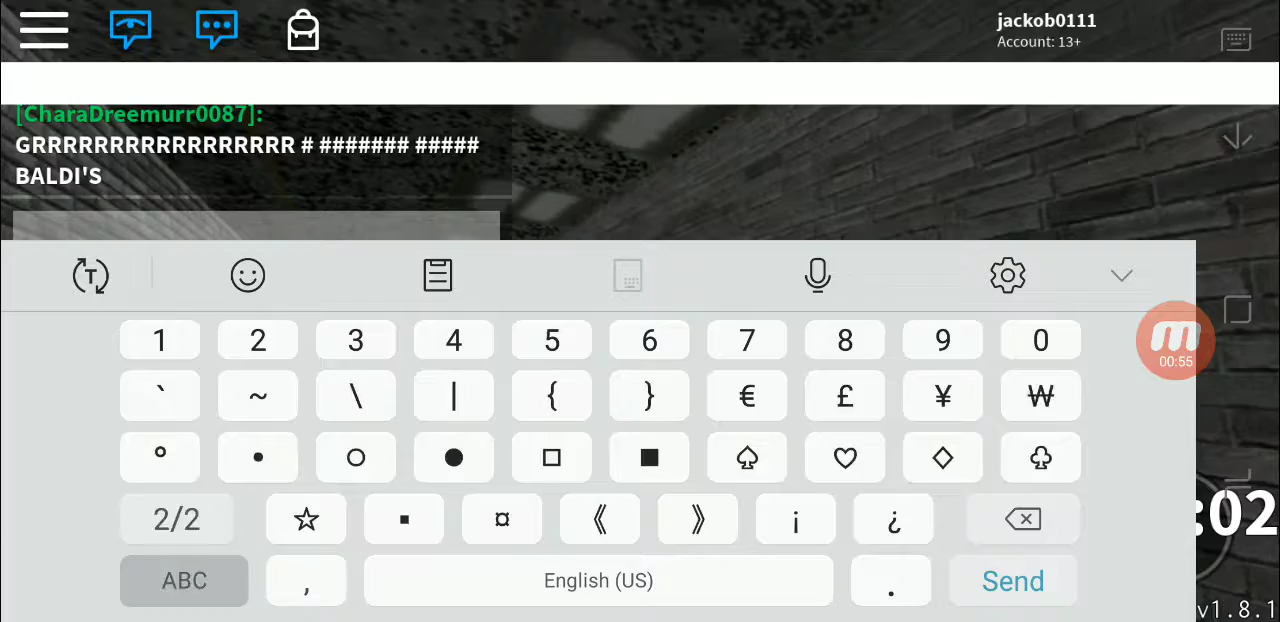 jackob0111
Account: 13+
[CharaDreemurr0087]:
GRRRRRRRRRRRRRRRRR # ####### #####
BALDI'S
1 2 3 4 5 6 7 8 9 0
` ~ \ | { } € £ ¥ ₩
° • ○ ● □ ■ ♤ ♡ ◇ ♧
2/2 ☆ ▪ ¤ 《 》 ¡ ¿
ABC , English (US) . Send
00:55
:02
v1.8.1